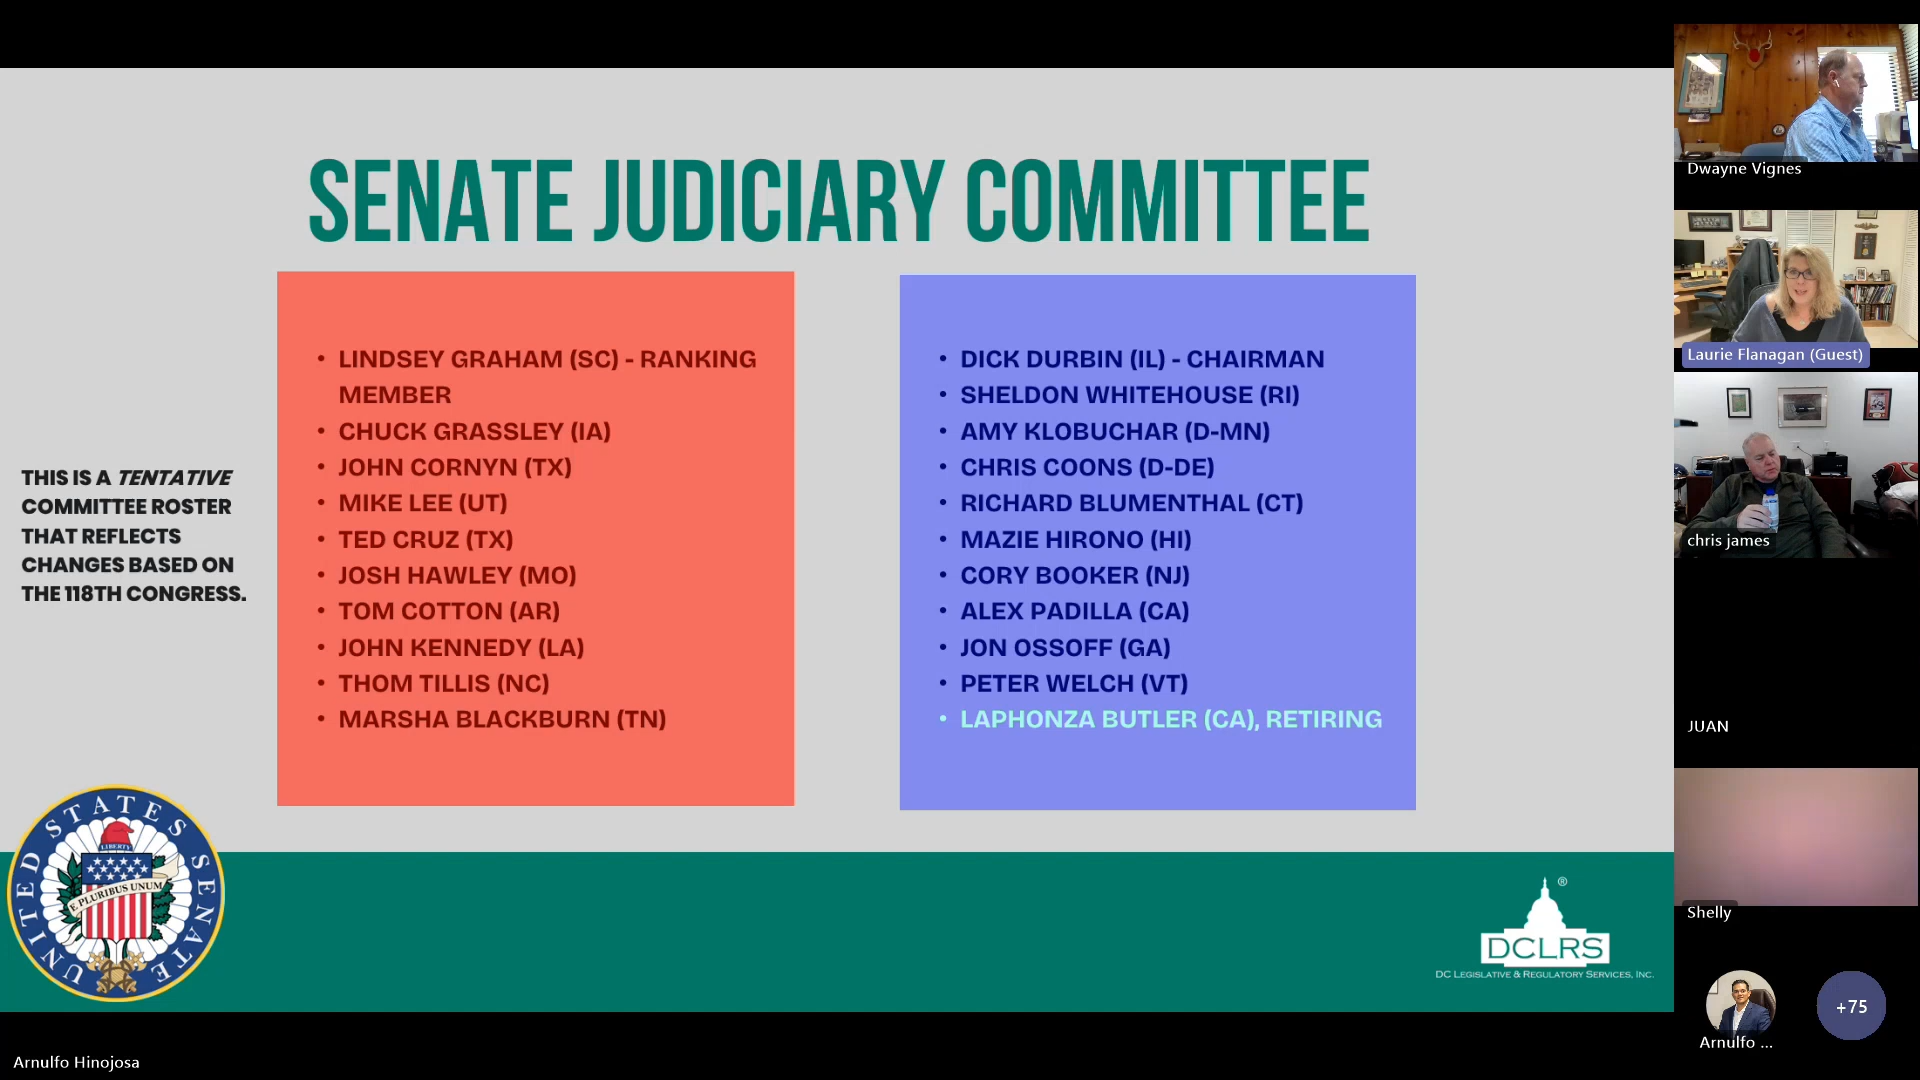 SENATE JUDICIARY COMMITTEE
THIS IS A TENTATIVE
COMMITTEE ROSTER
THAT REFLECTS
CHANGES BASED ON
THE 118TH CONGRESS.
• LINDSEY GRAHAM (SC) - RANKING
MEMBER
• CHUCK GRASSLEY (IA)
• JOHN CORNYN (TX)
• MIKE LEE (UT)
• TED CRUZ (TX)
• JOSH HAWLEY (MO)
• TOM COTTON (AR)
• JOHN KENNEDY (LA)
• THOM TILLIS (NC)
• MARSHA BLACKBURN (TN)
• DICK DURBIN (IL) - CHAIRMAN
• SHELDON WHITEHOUSE (RI)
• AMY KLOBUCHAR (D-MN)
• CHRIS COONS (D-DE)
• RICHARD BLUMENTHAL (CT)
• MAZIE HIRONO (HI)
• CORY BOOKER (NJ)
• ALEX PADILLA (CA)
• JON OSSOFF (GA)
• PETER WELCH (VT)
• LAPHONZA BUTLER (CA), RETIRING
UNITED STATES SENATE
LIBERTY
E PLURIBUS UNUM
®
DCLRS
DC LEGISLATIVE & REGULATORY SERVICES, INC.
Arnulfo Hinojosa
Dwayne Vignes
Laurie Flanagan (Guest)
chris james
JUAN
Shelly
Arnulfo ...
+75